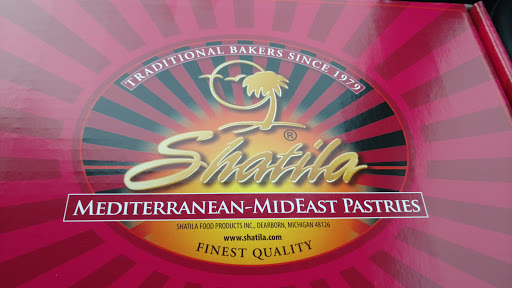 TRADITIONAL BAKERS SINCE 1979
Shatila®
MEDITERRANEAN-MIDEAST PASTRIES
SHATILA FOOD PRODUCTS INC., DEARBORN, MICHIGAN 48126
www.shatila.com
FINEST QUALITY